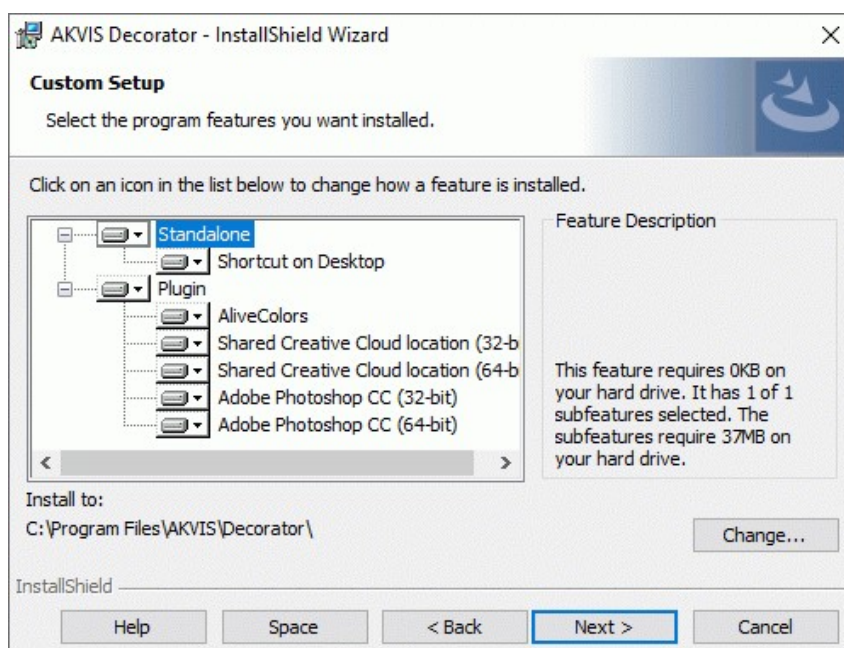 AKVIS Decorator - InstallShield Wizard
Custom Setup
Select the program features you want installed.
Click on an icon in the list below to change how a feature is installed.
Standalone
Shortcut on Desktop
Plugin
AliveColors
Shared Creative Cloud location (32-b
Shared Creative Cloud location (64-b
Adobe Photoshop CC (32-bit)
Adobe Photoshop CC (64-bit)
Feature Description
This feature requires 0KB on
your hard drive. It has 1 of 1
subfeatures selected. The
subfeatures require 37MB on
your hard drive.
Install to:
C:\Program Files\AKVIS\Decorator\
Change...
InstallShield
Help
Space
< Back
Next >
Cancel